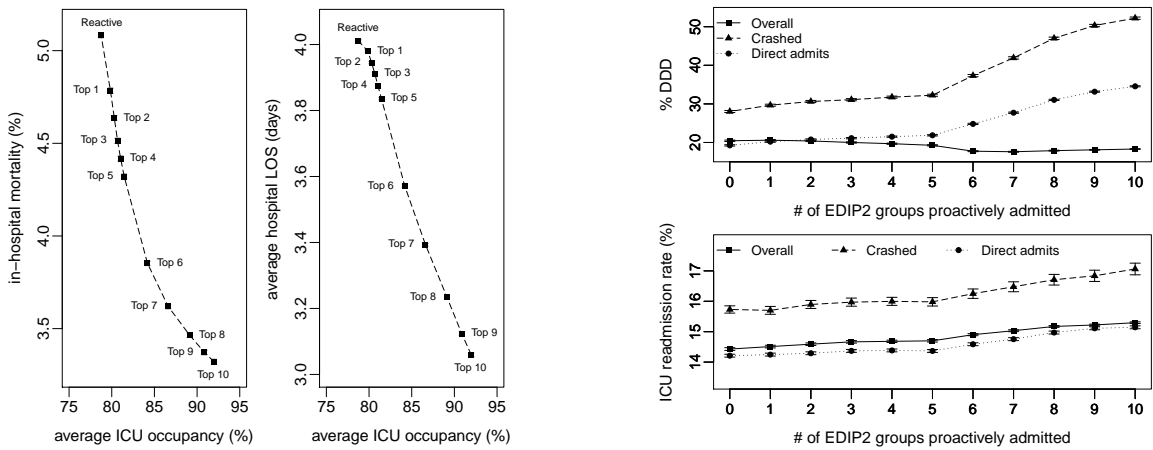 in-hospital mortality (%)
5.0
4.5
4.0
3.5
Reactive
Top 1
Top 2
Top 3
Top 4
Top 5
Top 6
Top 7
Top 8
Top 9
Top 10
75 80 85 90 95
average ICU occupancy (%)
average hospital LOS (days)
4.0
3.8
3.6
3.4
3.2
3.0
Reactive
Top 1
Top 2
Top 3
Top 4
Top 5
Top 6
Top 7
Top 8
Top 9
Top 10
75 80 85 90 95
average ICU occupancy (%)
% DDD
50
40
30
20
Overall
Crashed
Direct admits
0 1 2 3 4 5 6 7 8 9 10
# of EDIP2 groups proactively admitted
ICU readmission rate (%)
17
16
15
14
Overall Crashed Direct admits
0 1 2 3 4 5 6 7 8 9 10
# of EDIP2 groups proactively admitted